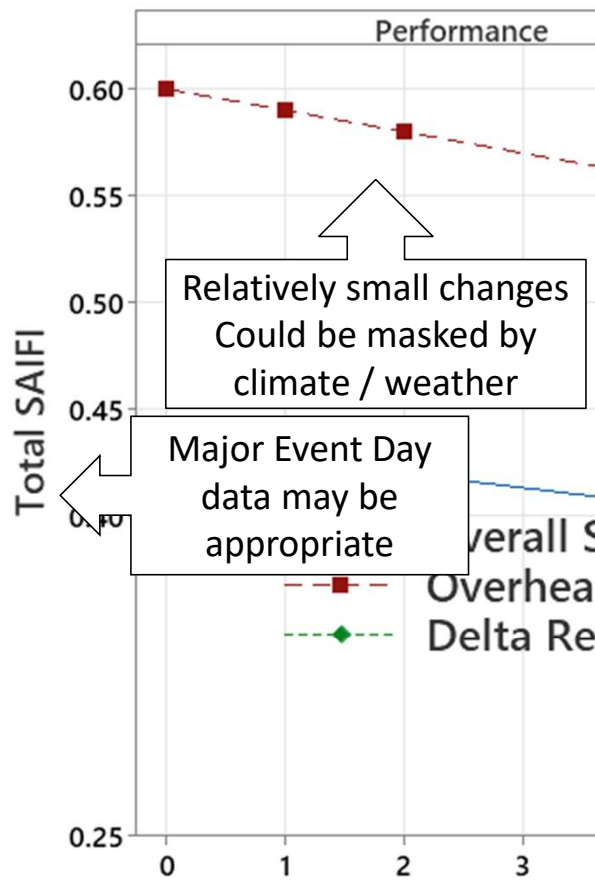 Performance
0.60
0.55
Relatively small changes
Could be masked by
climate / weather
0.50
Total SAIFI
0.45
Major Event Day
data may be
appropriate
Overhea
Delta Re
0.25
0 1 2 3